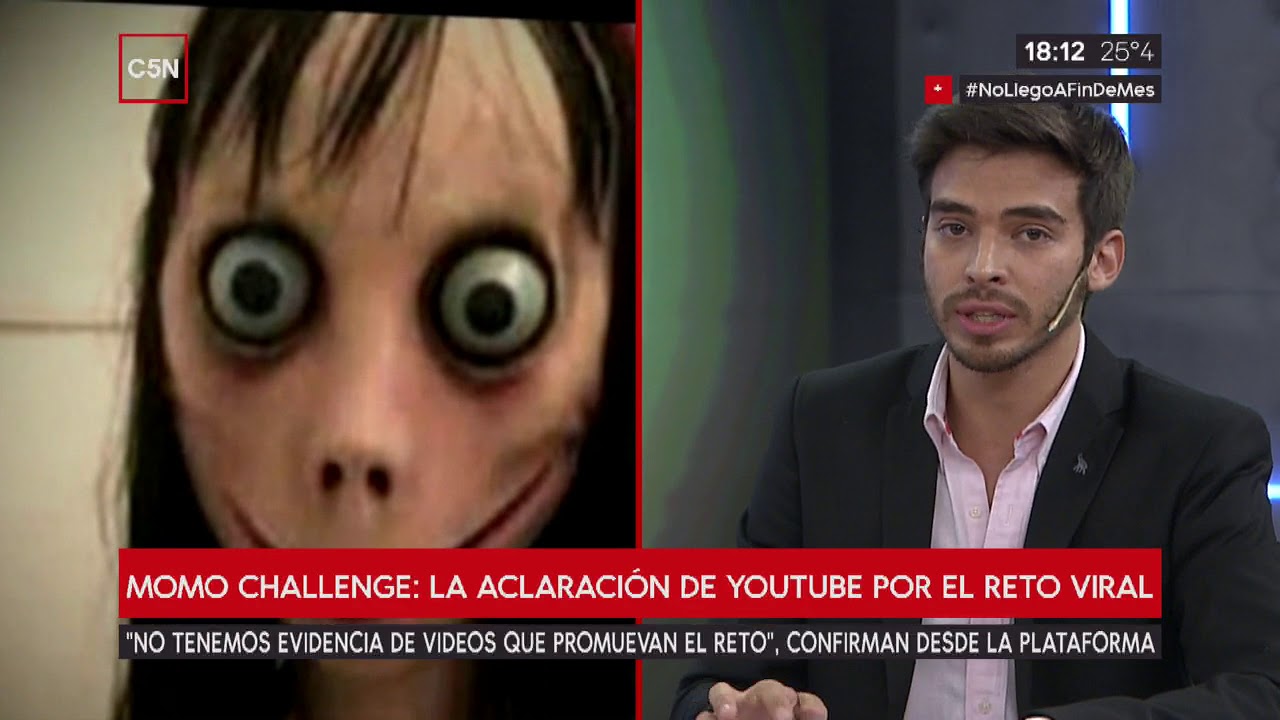 C5N
18:12 25°4
#NoLlegoAFinDeMes
MOMO CHALLENGE: LA ACLARACIÓN DE YOUTUBE POR EL RETO VIRAL
"NO TENEMOS EVIDENCIA DE VIDEOS QUE PROMUEVAN EL RETO", CONFIRMAN DESDE LA PLATAFORMA